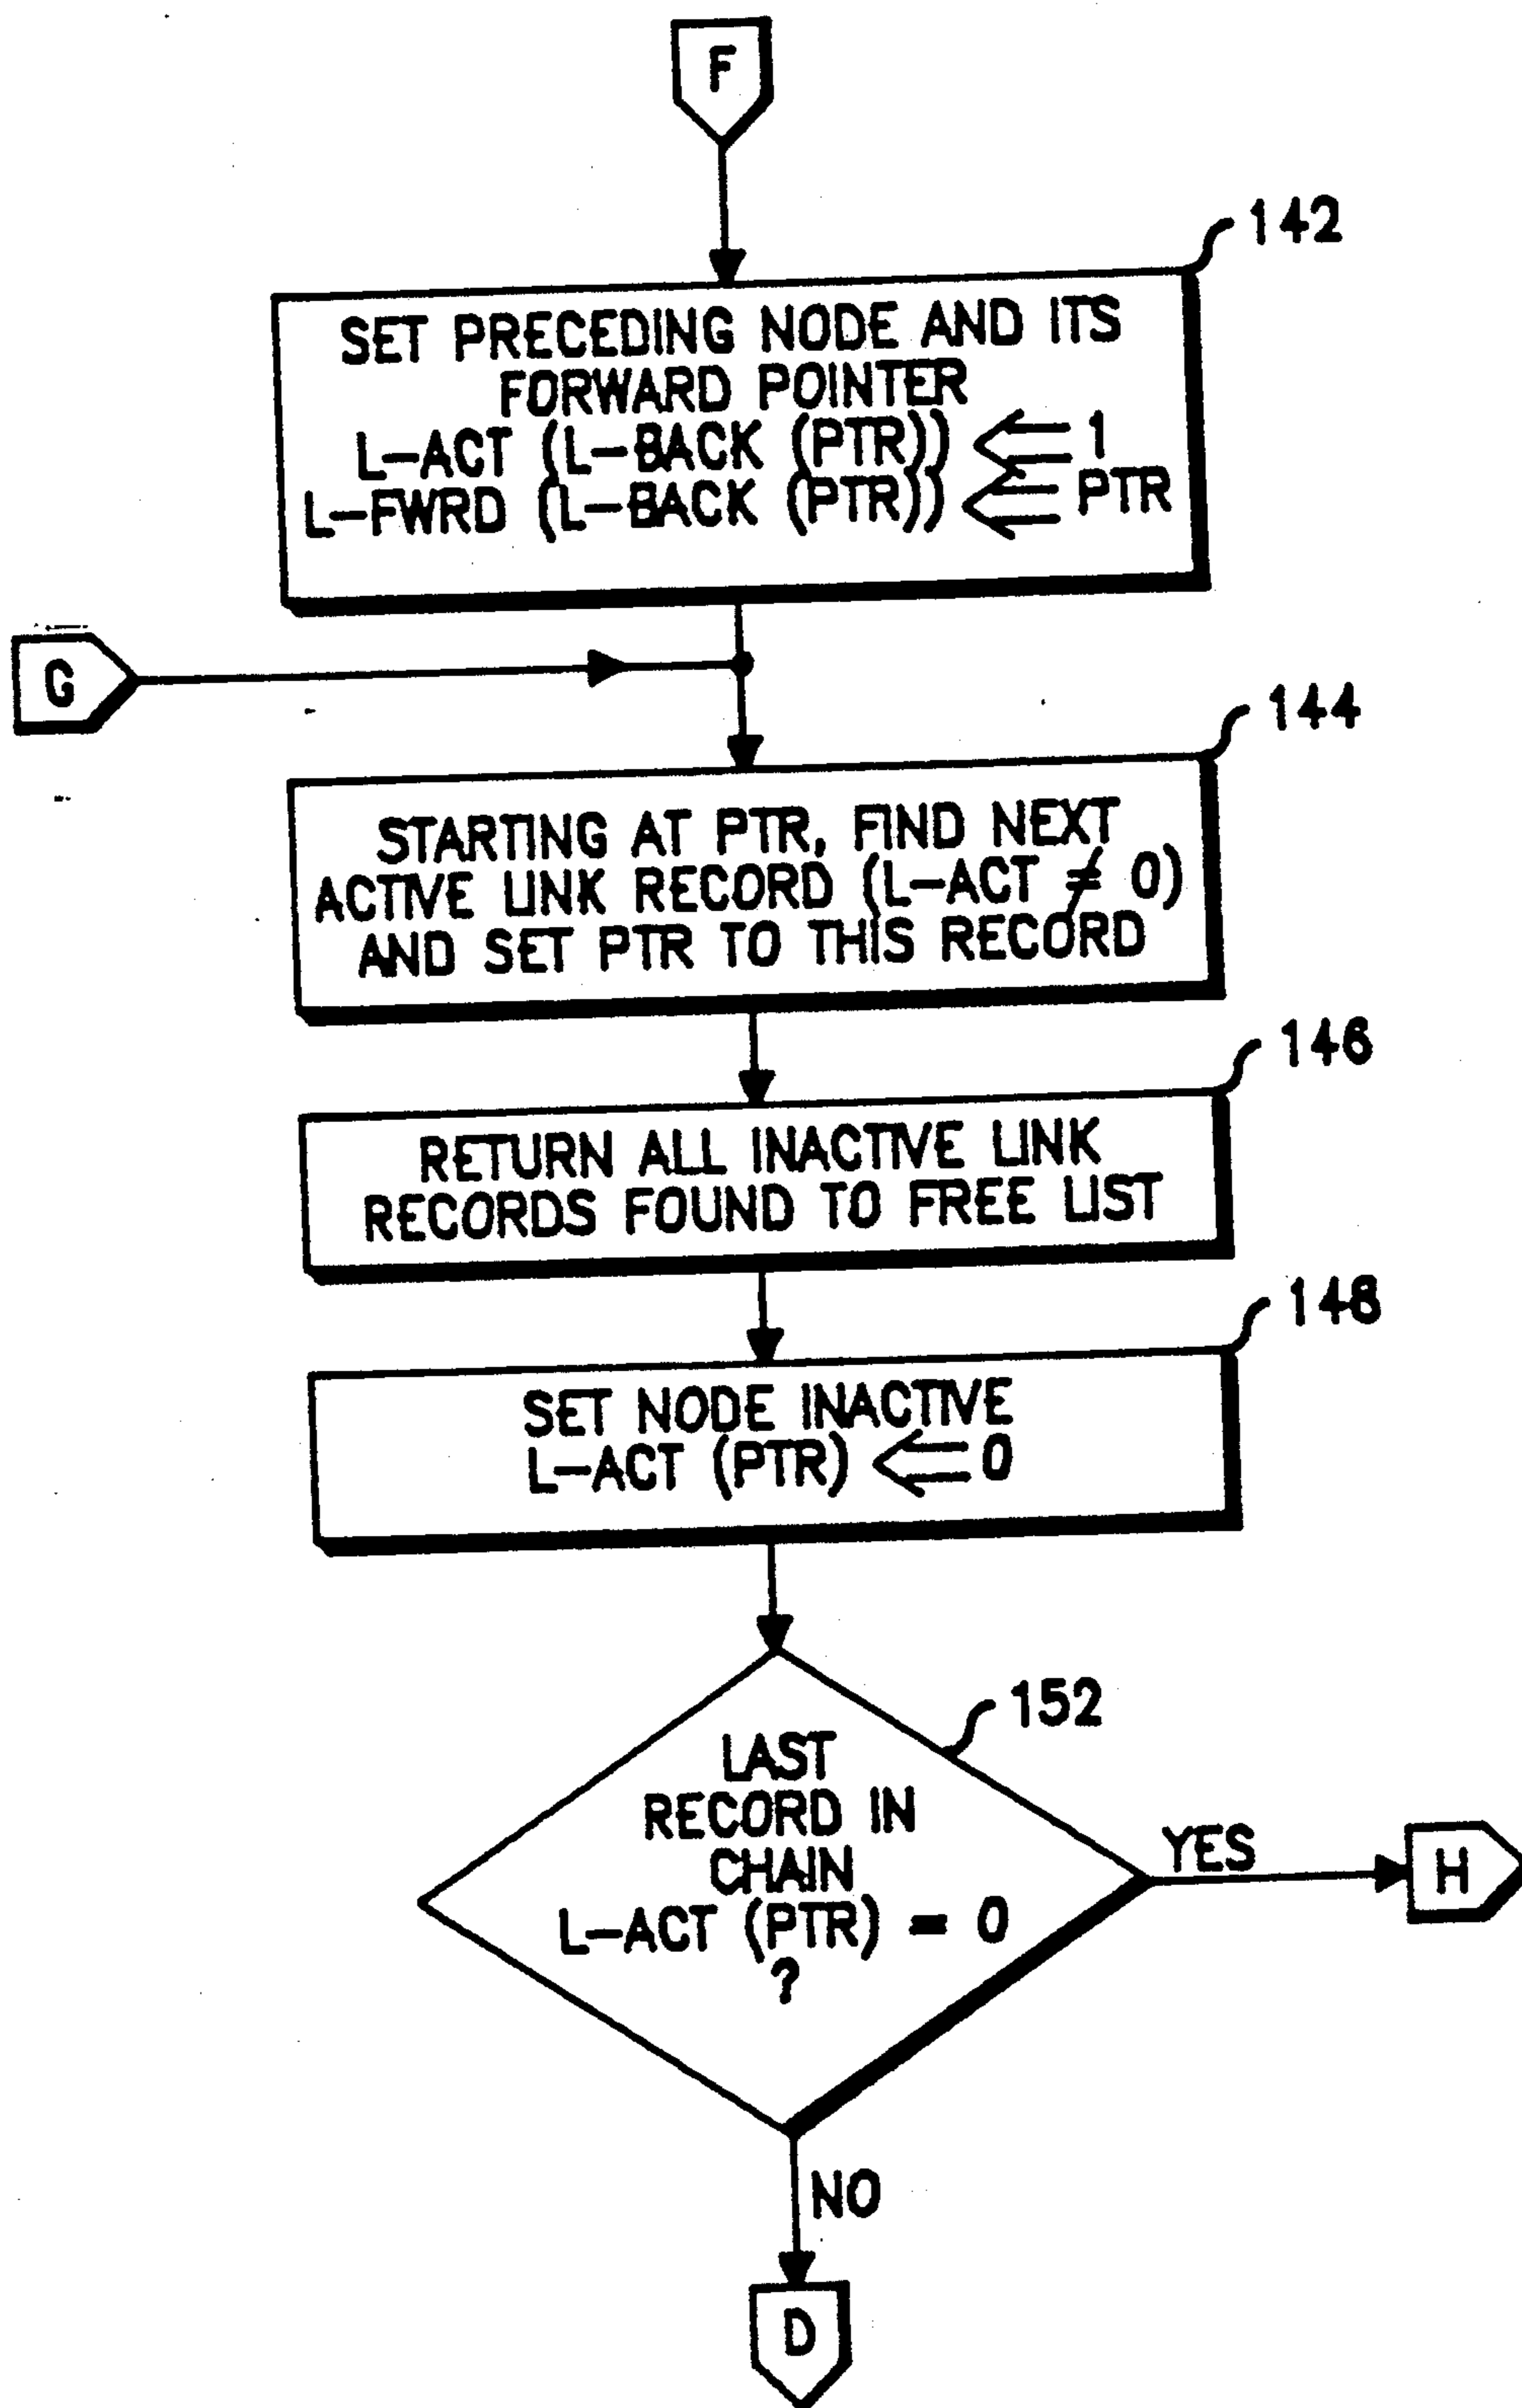 F
142
SET PRECEDING NODE AND ITS
FORWARD POINTER
L-ACT (L-BACK (PTR)) ⇐ 1
L-FWRD (L-BACK (PTR)) ⇐ PTR
G
144
STARTING AT PTR, FIND NEXT
ACTIVE LINK RECORD (L-ACT ≠ 0)
AND SET PTR TO THIS RECORD
146
RETURN ALL INACTIVE LINK
RECORDS FOUND TO FREE LIST
148
SET NODE INACTIVE
L-ACT (PTR) ⇐ 0
152
LAST
RECORD IN
CHAIN
L-ACT (PTR) = 0
?
YES
H
NO
D